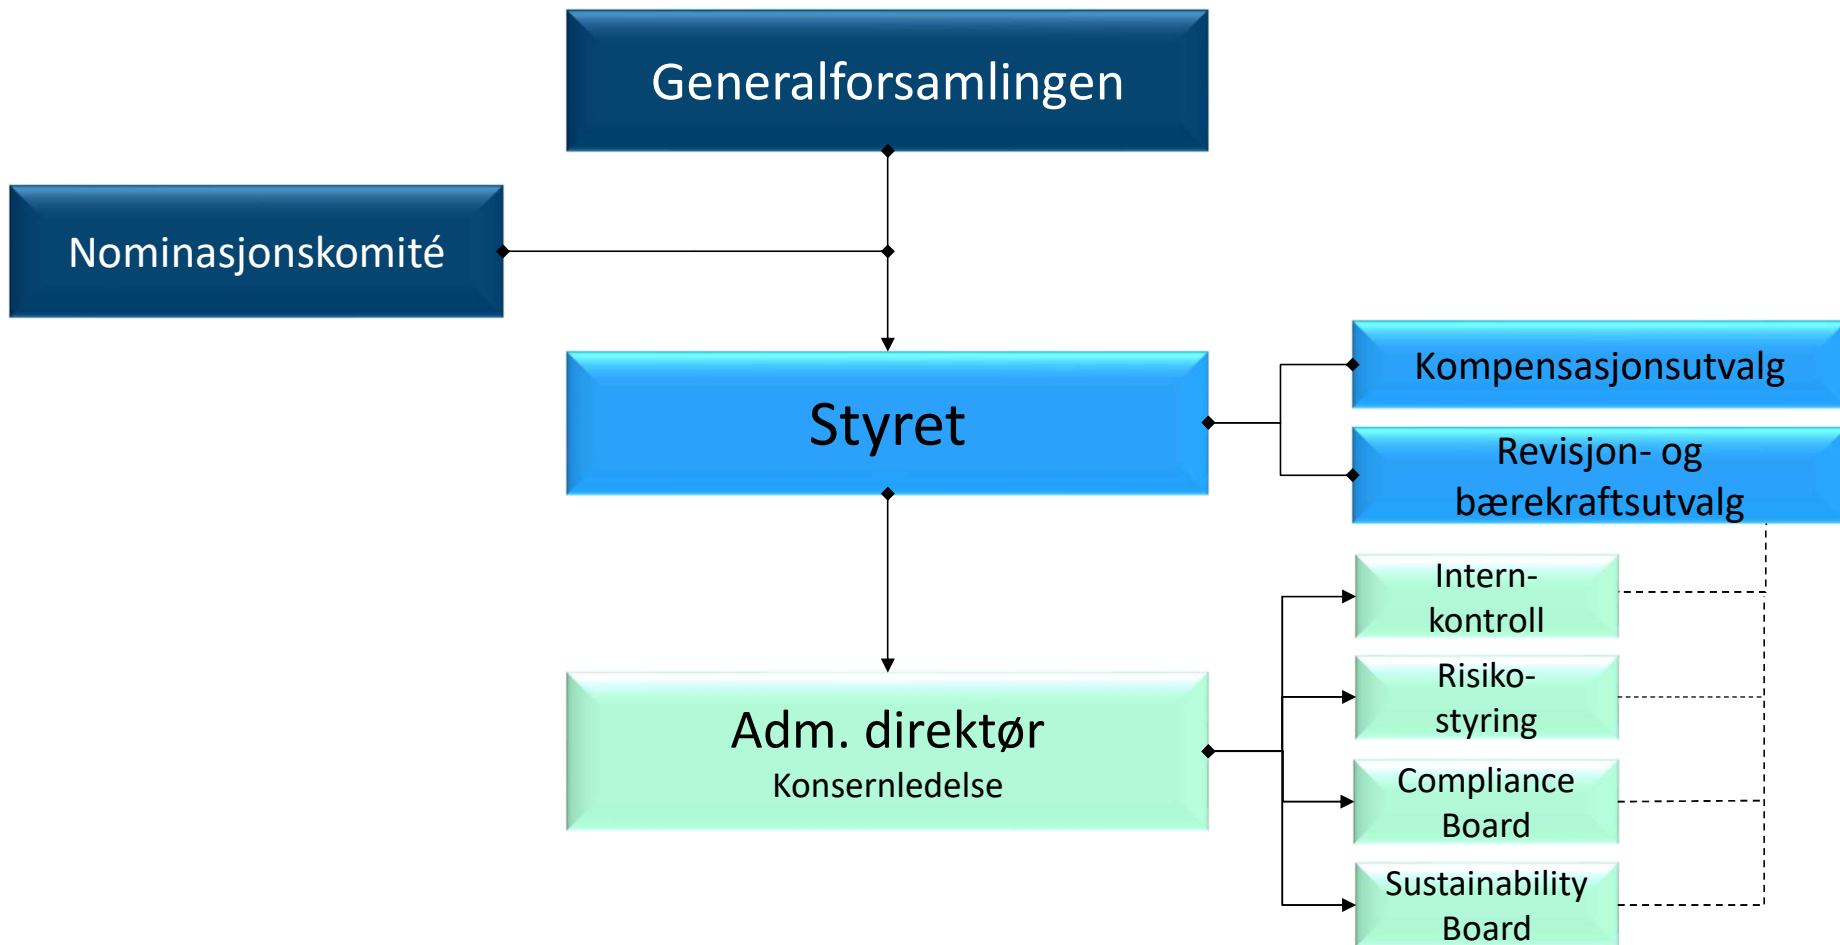 Generalforsamlingen
Nominasjonskomité
Styret
Kompensasjonsutvalg
Revisjon- og
bærekraftsutvalg
Adm. direktør
Konsernledelse
Intern-
kontroll
Risiko-
styring
Compliance
Board
Sustainability
Board